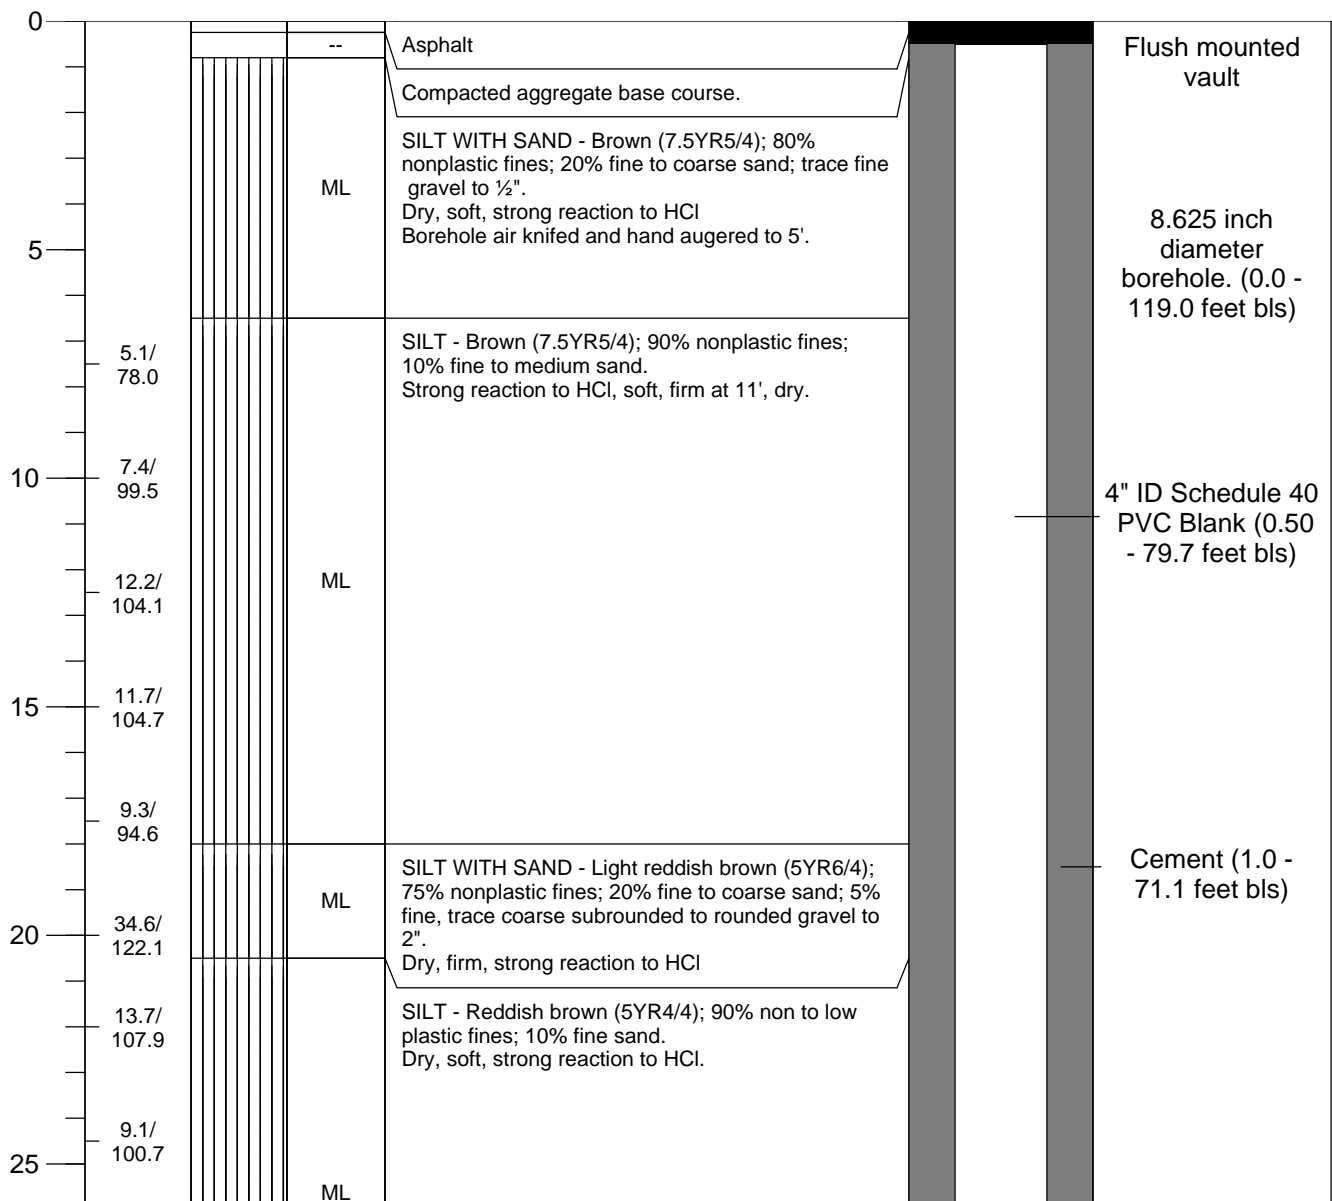 0
--
Asphalt
Flush mounted
vault
Compacted aggregate base course.
SILT WITH SAND - Brown (7.5YR5/4); 80%
nonplastic fines; 20% fine to coarse sand; trace fine
gravel to ½".
Dry, soft, strong reaction to HCl
Borehole air knifed and hand augered to 5'.
ML
8.625 inch
diameter
borehole. (0.0 -
119.0 feet bls)
5
SILT - Brown (7.5YR5/4); 90% nonplastic fines;
10% fine to medium sand.
Strong reaction to HCl, soft, firm at 11', dry.
5.1/
78.0
7.4/
99.5
10
4" ID Schedule 40
PVC Blank (0.50
- 79.7 feet bls)
12.2/
104.1
ML
11.7/
104.7
15
9.3/
94.6
SILT WITH SAND - Light reddish brown (5YR6/4);
75% nonplastic fines; 20% fine to coarse sand; 5%
fine, trace coarse subrounded to rounded gravel to
2".
Dry, firm, strong reaction to HCl
ML
Cement (1.0 -
71.1 feet bls)
34.6/
122.1
20
SILT - Reddish brown (5YR4/4); 90% non to low
plastic fines; 10% fine sand.
Dry, soft, strong reaction to HCl.
13.7/
107.9
9.1/
100.7
25
ML